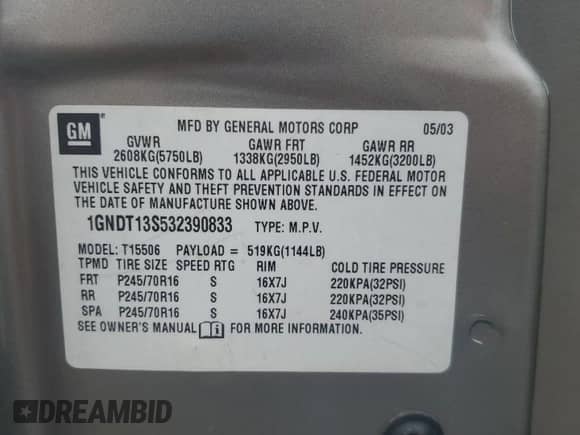 GM
MFD BY GENERAL MOTORS CORP 05/03
GVWR GAWR FRT GAWR RR
2608KG(5750LB) 1338KG(2950LB) 1452KG(3200LB)
THIS VEHICLE CONFORMS TO ALL APPLICABLE U.S. FEDERAL MOTOR
VEHICLE SAFETY AND THEFT PREVENTION STANDARDS IN EFFECT ON
THE DATE OF MANUFACTURE SHOWN ABOVE.
1GNDT13S532390833 TYPE: M.P.V.
MODEL: T15506 PAYLOAD = 519KG(1144LB)
TPMD TIRE SIZE SPEED RTG RIM COLD TIRE PRESSURE
FRT P245/70R16 S 16X7J 220KPA(32PSI)
RR P245/70R16 S 16X7J 220KPA(32PSI)
SPA P245/70R16 S 16X7J 240KPA(35PSI)
SEE OWNER'S MANUAL FOR MORE INFORMATION.
DREAMBID